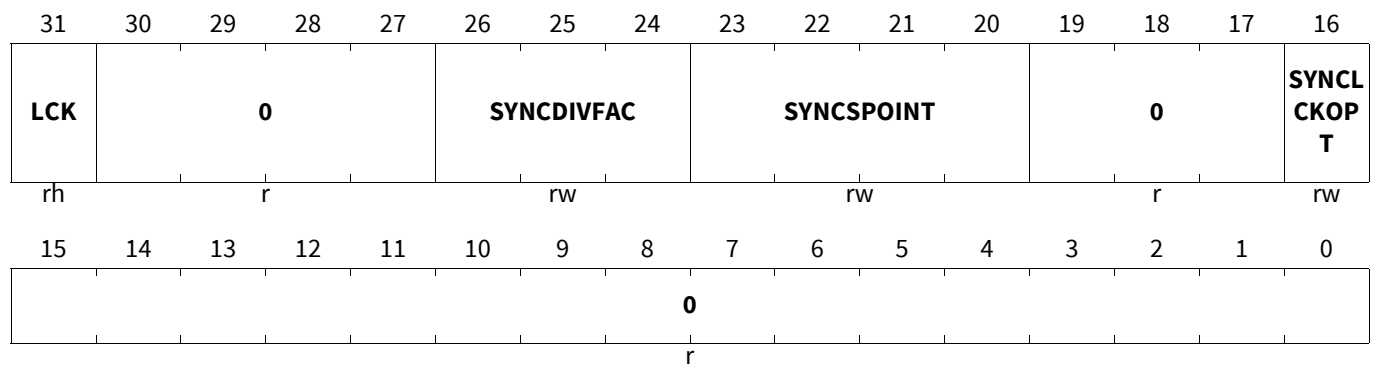 31 30 29 28 27 26 25 24 23 22 21 20 19 18 17 16
LCK 0 SYNCDIVFAC SYNCSPOINT 0 SYNCL
CKOP
T
rh r rw rw r rw
15 14 13 12 11 10 9 8 7 6 5 4 3 2 1 0
0
r